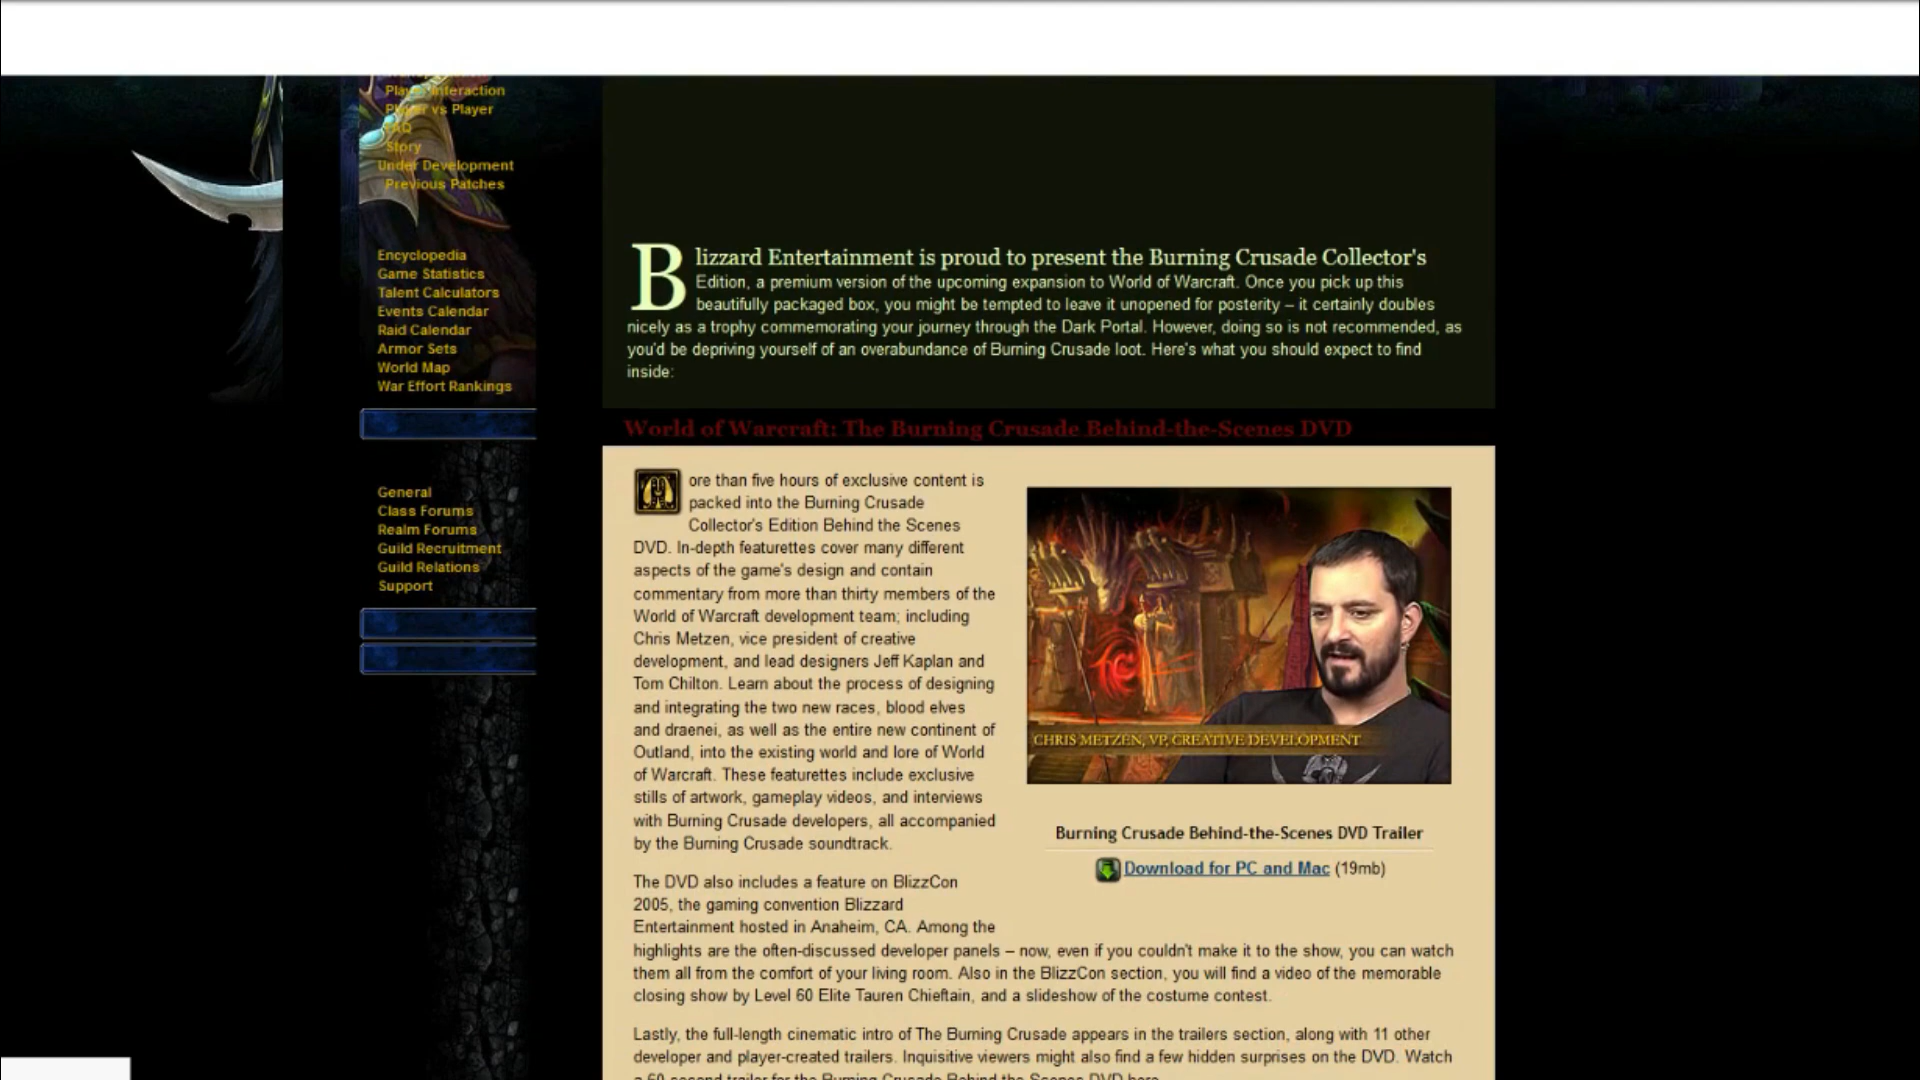 Player Interaction
Player vs Player
FAQ
Story
Under Development
Previous Patches
Encyclopedia
Game Statistics
Talent Calculators
Events Calendar
Raid Calendar
Armor Sets
World Map
War Effort Rankings
General
Class Forums
Realm Forums
Guild Recruitment
Guild Relations
Support
Blizzard Entertainment is proud to present the Burning Crusade Collector's
Edition, a premium version of the upcoming expansion to World of Warcraft. Once you pick up this
beautifully packaged box, you might be tempted to leave it unopened for posterity – it certainly doubles
nicely as a trophy commemorating your journey through the Dark Portal. However, doing so is not recommended, as
you'd be depriving yourself of an overabundance of Burning Crusade loot. Here's what you should expect to find
inside:
World of Warcraft: The Burning Crusade Behind-the-Scenes DVD
More than five hours of exclusive content is
packed into the Burning Crusade
Collector's Edition Behind the Scenes
DVD. In-depth featurettes cover many different
aspects of the game's design and contain
commentary from more than thirty members of the
World of Warcraft development team; including
Chris Metzen, vice president of creative
development, and lead designers Jeff Kaplan and
Tom Chilton. Learn about the process of designing
and integrating the two new races, blood elves
and draenei, as well as the entire new continent of
Outland, into the existing world and lore of World
of Warcraft. These featurettes include exclusive
stills of artwork, gameplay videos, and interviews
with Burning Crusade developers, all accompanied
by the Burning Crusade soundtrack.
CHRIS METZEN, VP, CREATIVE DEVELOPMENT
Burning Crusade Behind-the-Scenes DVD Trailer
Download for PC and Mac (19mb)
The DVD also includes a feature on BlizzCon
2005, the gaming convention Blizzard
Entertainment hosted in Anaheim, CA. Among the
highlights are the often-discussed developer panels – now, even if you couldn't make it to the show, you can watch
them all from the comfort of your living room. Also in the BlizzCon section, you will find a video of the memorable
closing show by Level 60 Elite Tauren Chieftain, and a slideshow of the costume contest.
Lastly, the full-length cinematic intro of The Burning Crusade appears in the trailers section, along with 11 other
developer and player-created trailers. Inquisitive viewers might also find a few hidden surprises on the DVD. Watch
a 60-second trailer for the Burning Crusade Behind the Scenes DVD here.